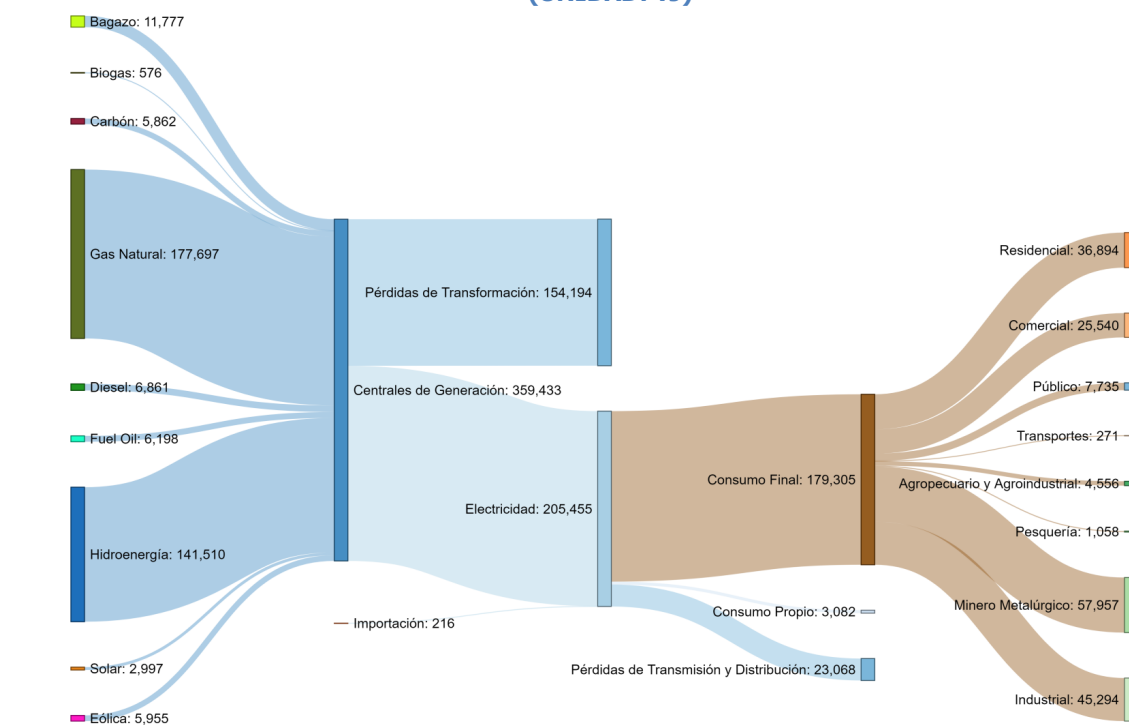 Bagazo: 11,777
Biogas: 576
Carbón: 5,862
Gas Natural: 177,697
Diesel: 6,861
Fuel Oil: 6,198
Hidroenergía: 141,510
Solar: 2,997
Eólica: 5,955
Pérdidas de Transformación: 154,194
Centrales de Generación: 359,433
Electricidad: 205,455
Importación: 216
Consumo Final: 179,305
Consumo Propio: 3,082
Pérdidas de Transmisión y Distribución: 23,068
Residencial: 36,894
Comercial: 25,540
Público: 7,735
Transportes: 271
Agropecuario y Agroindustrial: 4,556
Pesquería: 1,058
Minero Metalúrgico: 57,957
Industrial: 45,294